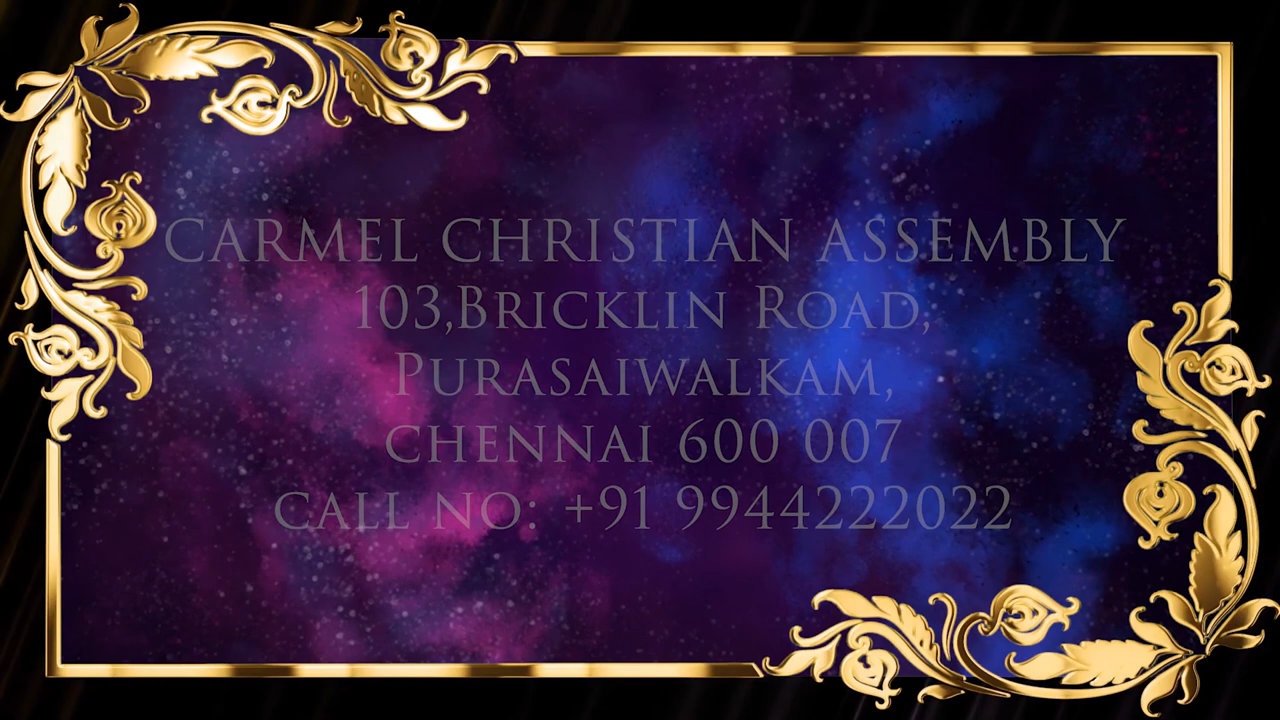 CARMEL CHRISTIAN ASSEMBLY
103,Bricklin Road,
Purasaiwalkam,
chennai 600 007
call no: +91 9944222022